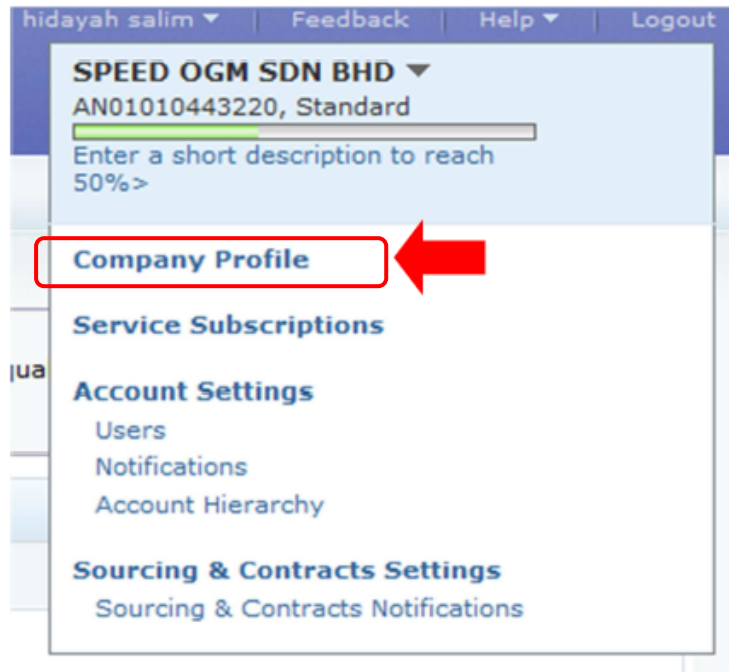 hidayah salim Feedback Help Logout
SPEED OGM SDN BHD
AN01010443220, Standard
Enter a short description to reach
50%>
Company Profile
Service Subscriptions
Account Settings
Users
Notifications
Account Hierarchy
Sourcing & Contracts Settings
Sourcing & Contracts Notifications